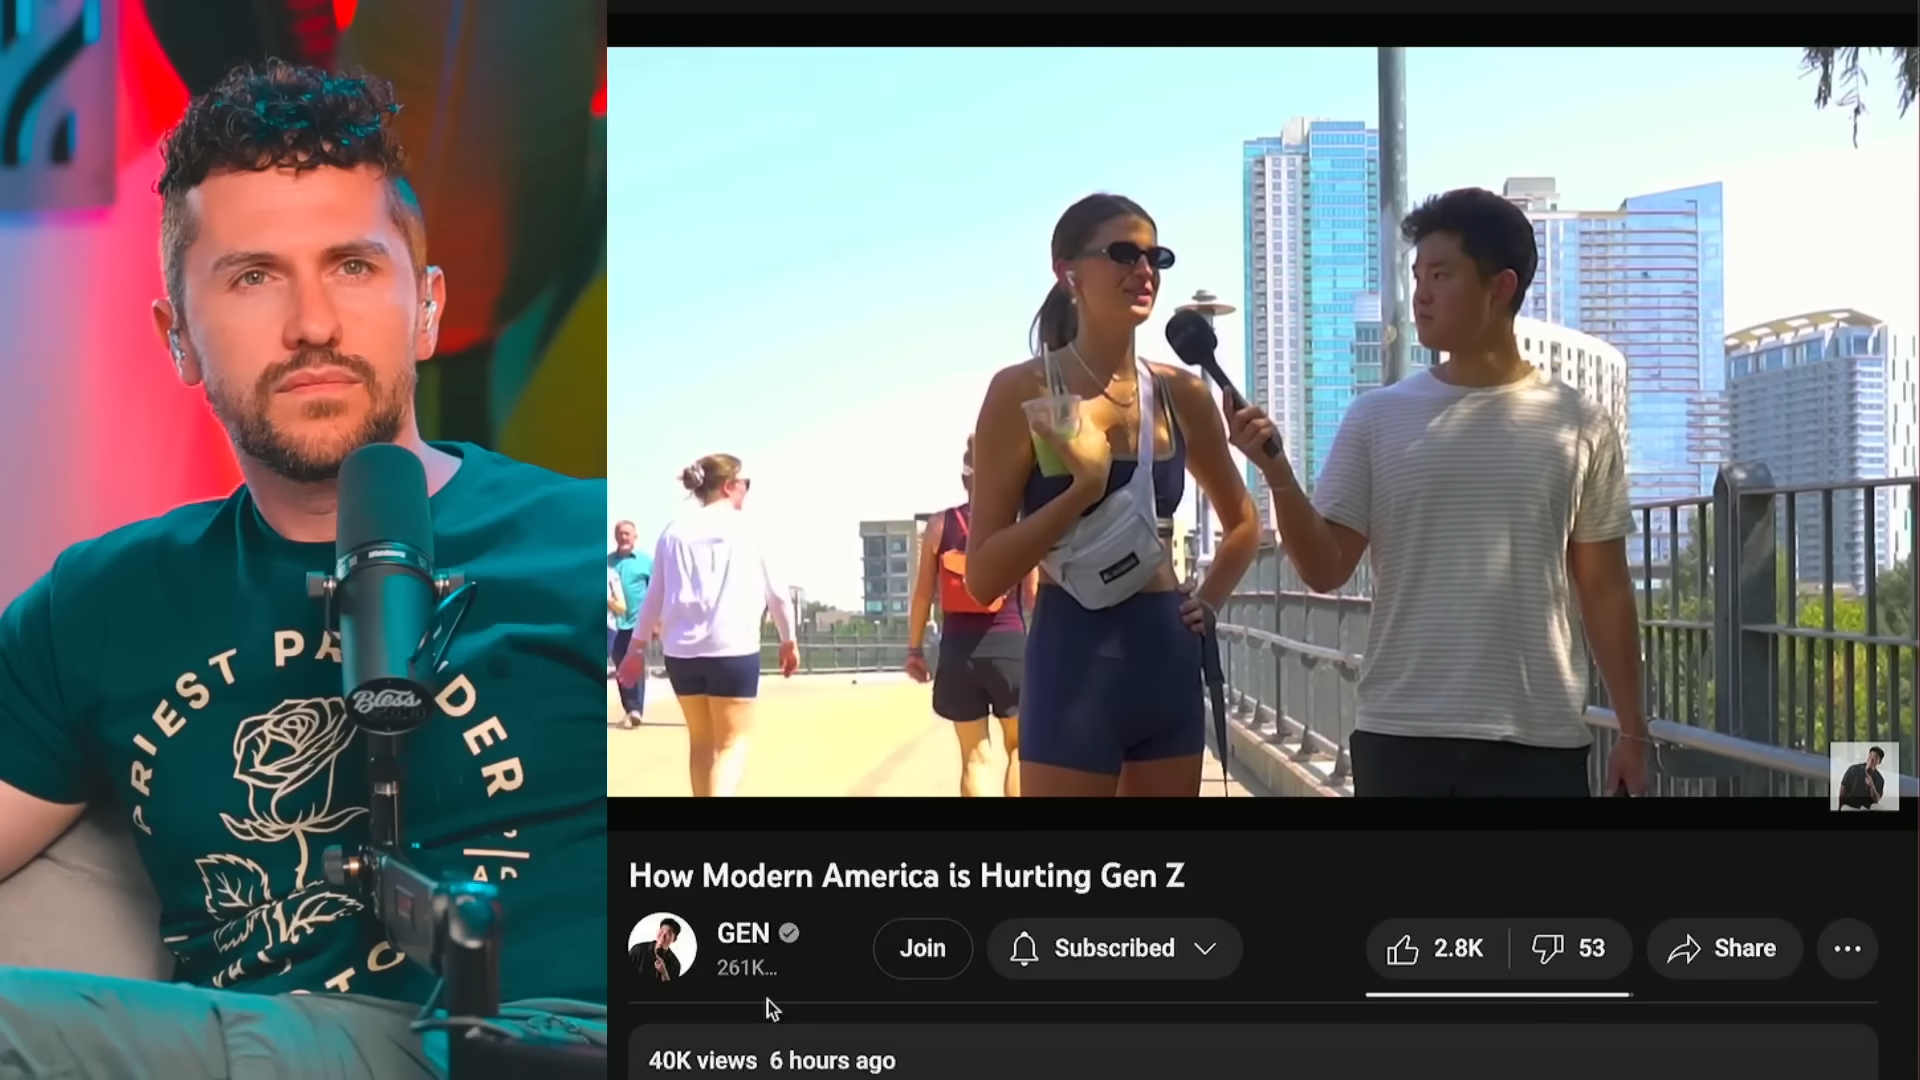 PRIEST
Bless
How Modern America is Hurting Gen Z
GEN
261K...
Join
Subscribed
2.8K
53
Share
40K views 6 hours ago